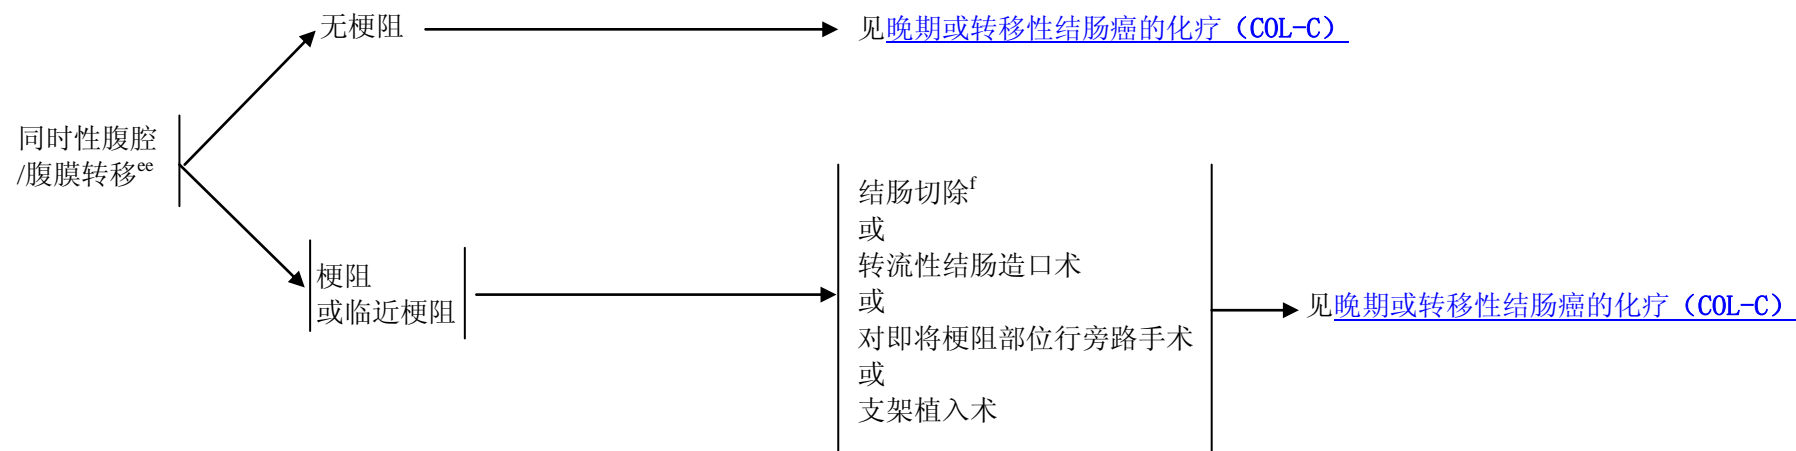 无梗阻
见晚期或转移性结肠癌的化疗（COL-C）
同时性腹腔
/腹膜转移ee
梗阻
或临近梗阻
结肠切除f
或
转流性结肠造口术
或
对即将梗阻部位行旁路手术
或
支架植入术
见晚期或转移性结肠癌的化疗（COL-C）